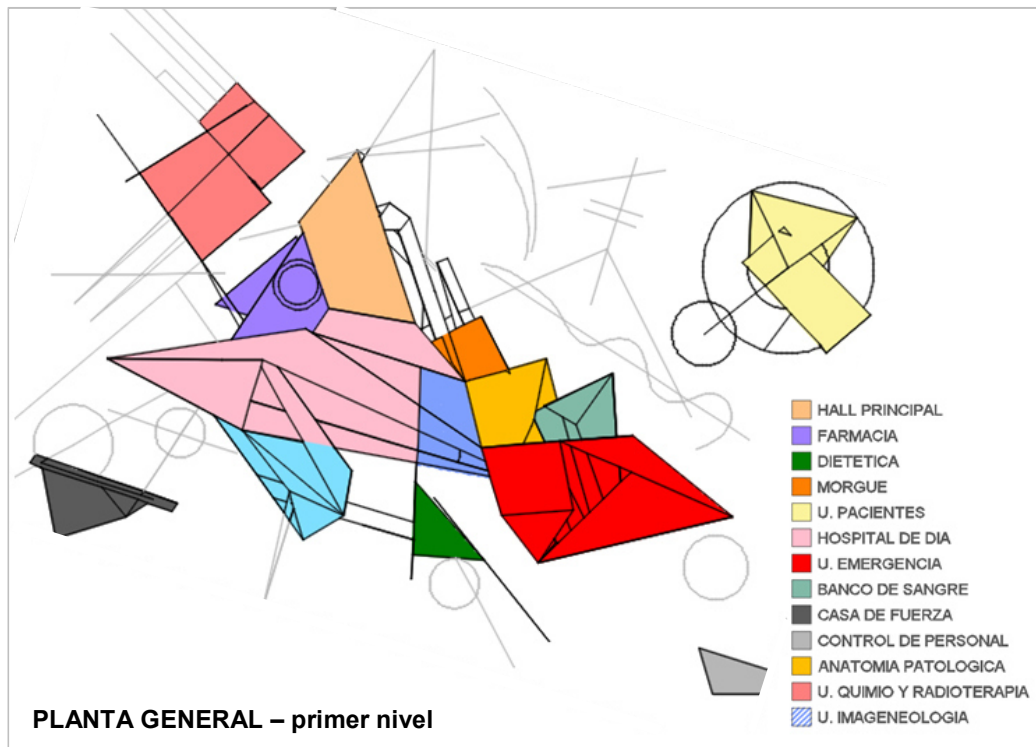 HALL PRINCIPAL
FARMACIA
DIETETICA
MORGUE
U. PACIENTES
HOSPITAL DE DIA
U. EMERGENCIA
BANCO DE SANGRE
CASA DE FUERZA
CONTROL DE PERSONAL
ANATOMIA PATOLOGICA
U. QUIMIO Y RADIOTERAPIA
U. IMAGENEOLOGIA
PLANTA GENERAL – primer nivel